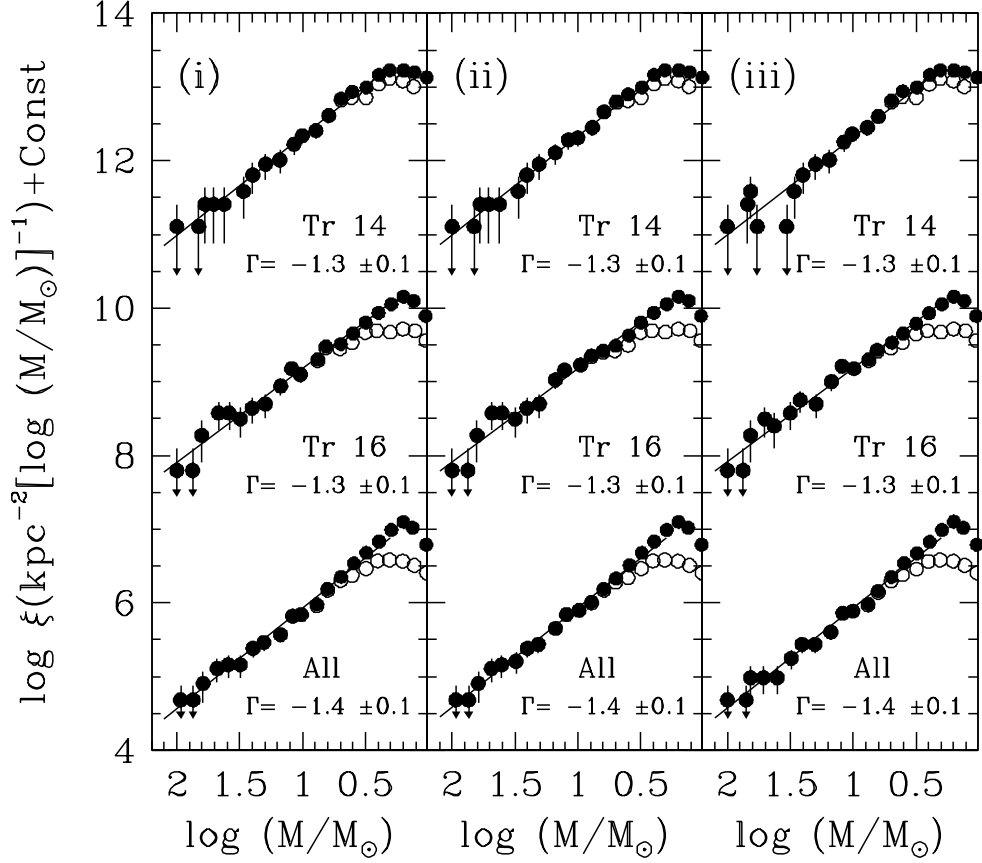 log ξ(kpc⁻²[log (M/M⊙)]⁻¹)+Const
14
12
10
8
6
4
(i)
Tr 14
Γ= −1.3 ±0.1
Tr 16
Γ= −1.3 ±0.1
All
Γ= −1.4 ±0.1
2 1.5 1 0.5
log (M/M⊙)
(ii)
Tr 14
Γ= −1.3 ±0.1
Tr 16
Γ= −1.3 ±0.1
All
Γ= −1.4 ±0.1
2 1.5 1 0.5
log (M/M⊙)
(iii)
Tr 14
Γ= −1.3 ±0.1
Tr 16
Γ= −1.3 ±0.1
All
Γ= −1.4 ±0.1
2 1.5 1 0.5
log (M/M⊙)